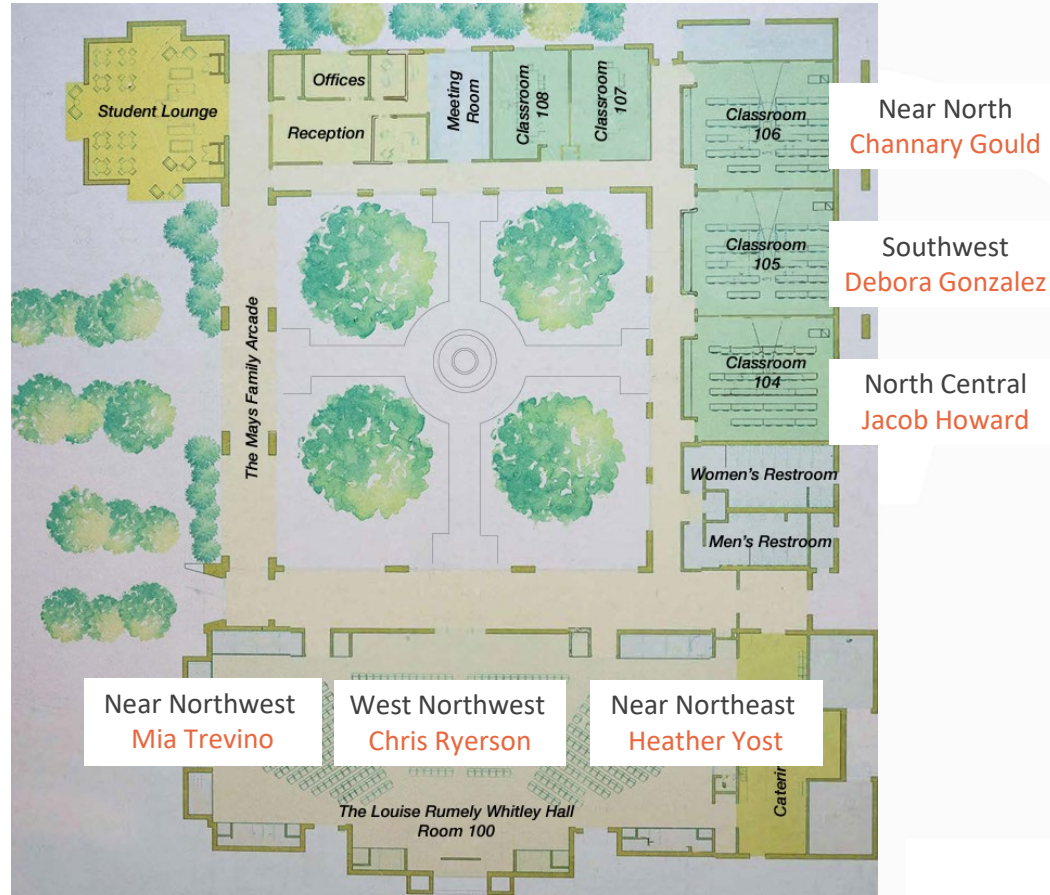 Student Lounge
Offices
Reception
Meeting
Room
Classroom
108
Classroom
107
Classroom
106
Near North
Channary Gould
Classroom
105
Southwest
Debora Gonzalez
Classroom
104
North Central
Jacob Howard
The Mays Family Arcade
Women's Restroom
Men's Restroom
Near Northwest
Mia Trevino
West Northwest
Chris Ryerson
Near Northeast
Heather Yost
The Louise Rumely Whitley Hall
Room 100